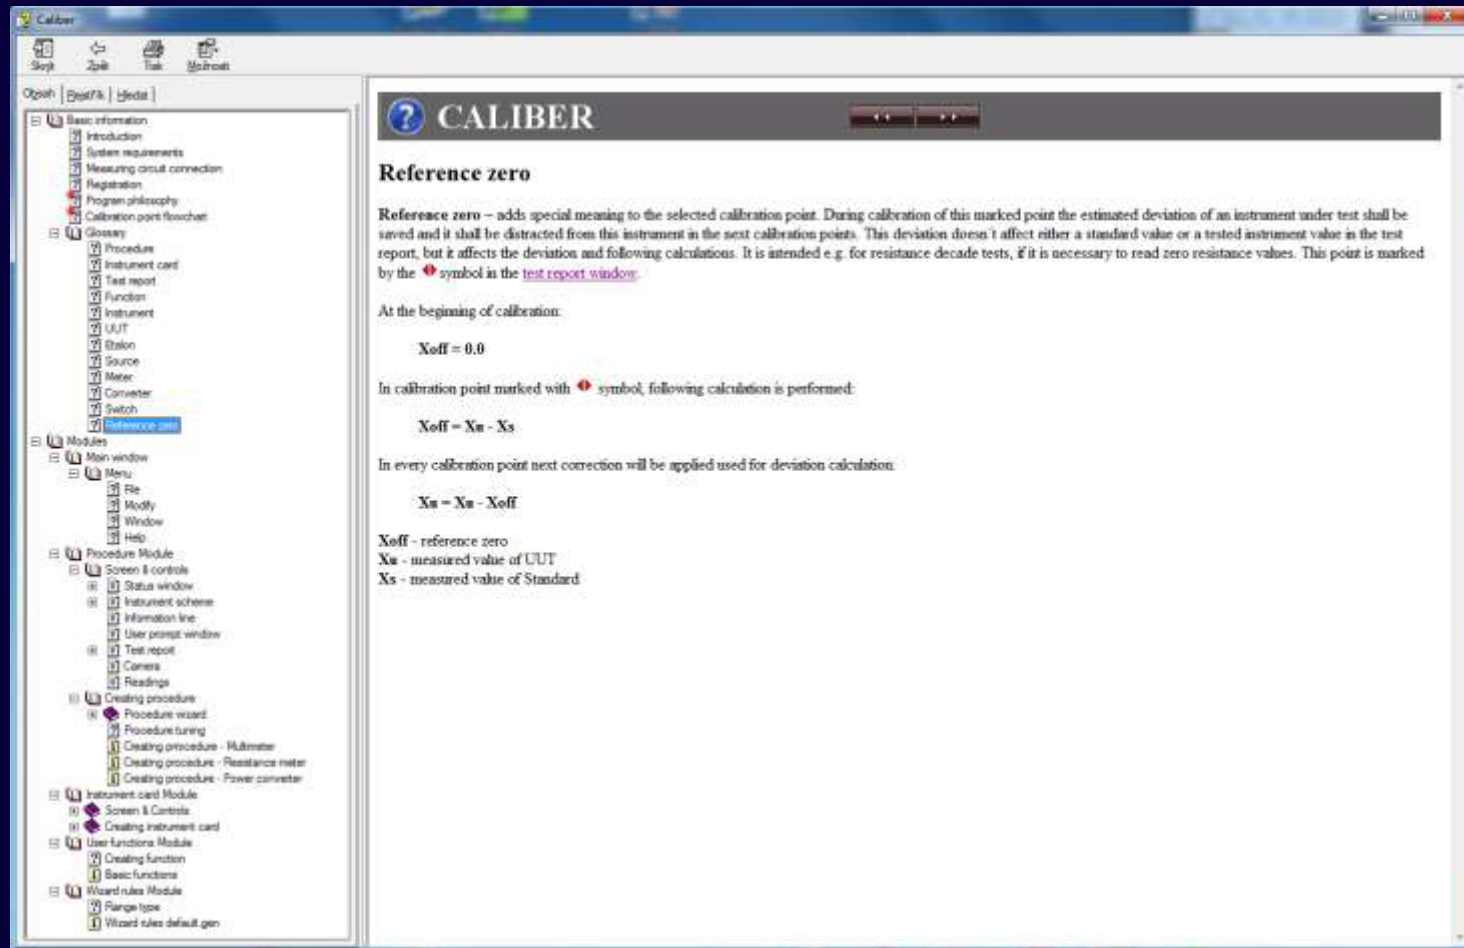 Caliber
Skrýt
Zpět
Tisk
Možnosti
Obsah
Rejstřík
Hledat
Basic information
Introduction
System requirements
Measuring circuit connection
Registration
Program philosophy
Calibration point flowchart
Glossary
Procedure
Instrument card
Test report
Function
Instrument
UUT
Etalon
Source
Meter
Converter
Switch
Reference zero
Modules
Main window
Menu
File
Modify
Window
Help
Procedure Module
Screen & controls
Status window
Instrument scheme
Information line
User prompt window
Test report
Camera
Readings
Creating procedure
Procedure wizard
Procedure tuning
Creating procedure - Multimeter
Creating procedure - Resistance meter
Creating procedure - Power converter
Instrument card Module
Screen & Controls
Creating instrument card
User functions Module
Creating function
Basic functions
Wizard rules Module
Range type
Wizard rules default.gen
CALIBER
Reference zero
Reference zero – adds special meaning to the selected calibration point. During calibration of this marked point the estimated deviation of an instrument under test shall be
saved and it shall be distracted from this instrument in the next calibration points. This deviation doesn´t affect either a standard value or a tested instrument value in the test
report, but it affects the deviation and following calculations. It is intended e.g. for resistance decade tests, if it is necessary to read zero resistance values. This point is marked
by the symbol in the test report window.
At the beginning of calibration:
Xoff = 0.0
In calibration point marked with symbol, following calculation is performed:
Xoff = Xu - Xs
In every calibration point next correction will be applied used for deviation calculation:
Xu = Xu - Xoff
Xoff - reference zero
Xu - measured value of UUT
Xs - measured value of Standard